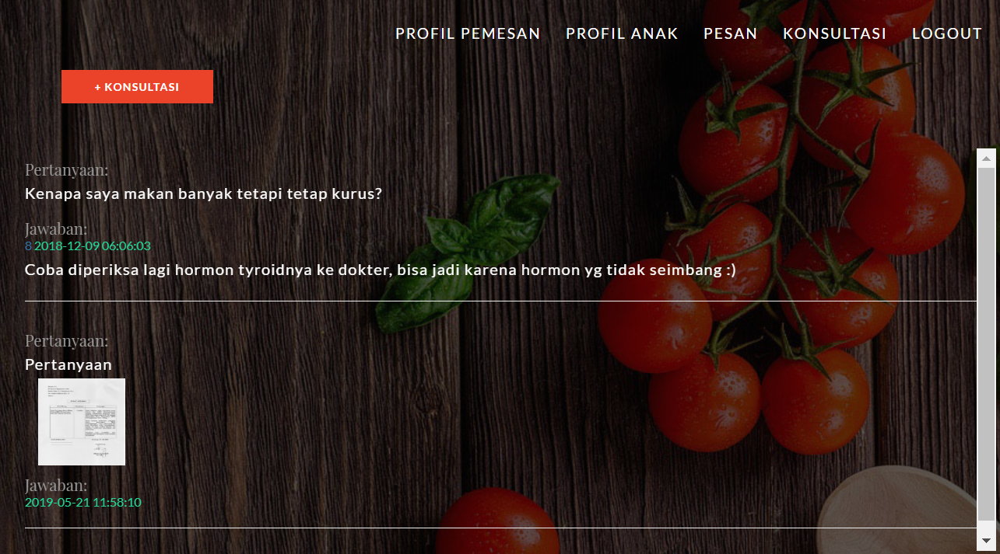 PROFIL PEMESAN PROFIL ANAK PESAN KONSULTASI LOGOUT
+ KONSULTASI
Pertanyaan:
Kenapa saya makan banyak tetapi tetap kurus?
Jawaban:
8 2018-12-09 06:06:03
Coba diperiksa lagi hormon tyroidnya ke dokter, bisa jadi karena hormon yg tidak seimbang :)
Pertanyaan:
Pertanyaan
Jawaban:
2019-05-21 11:58:10